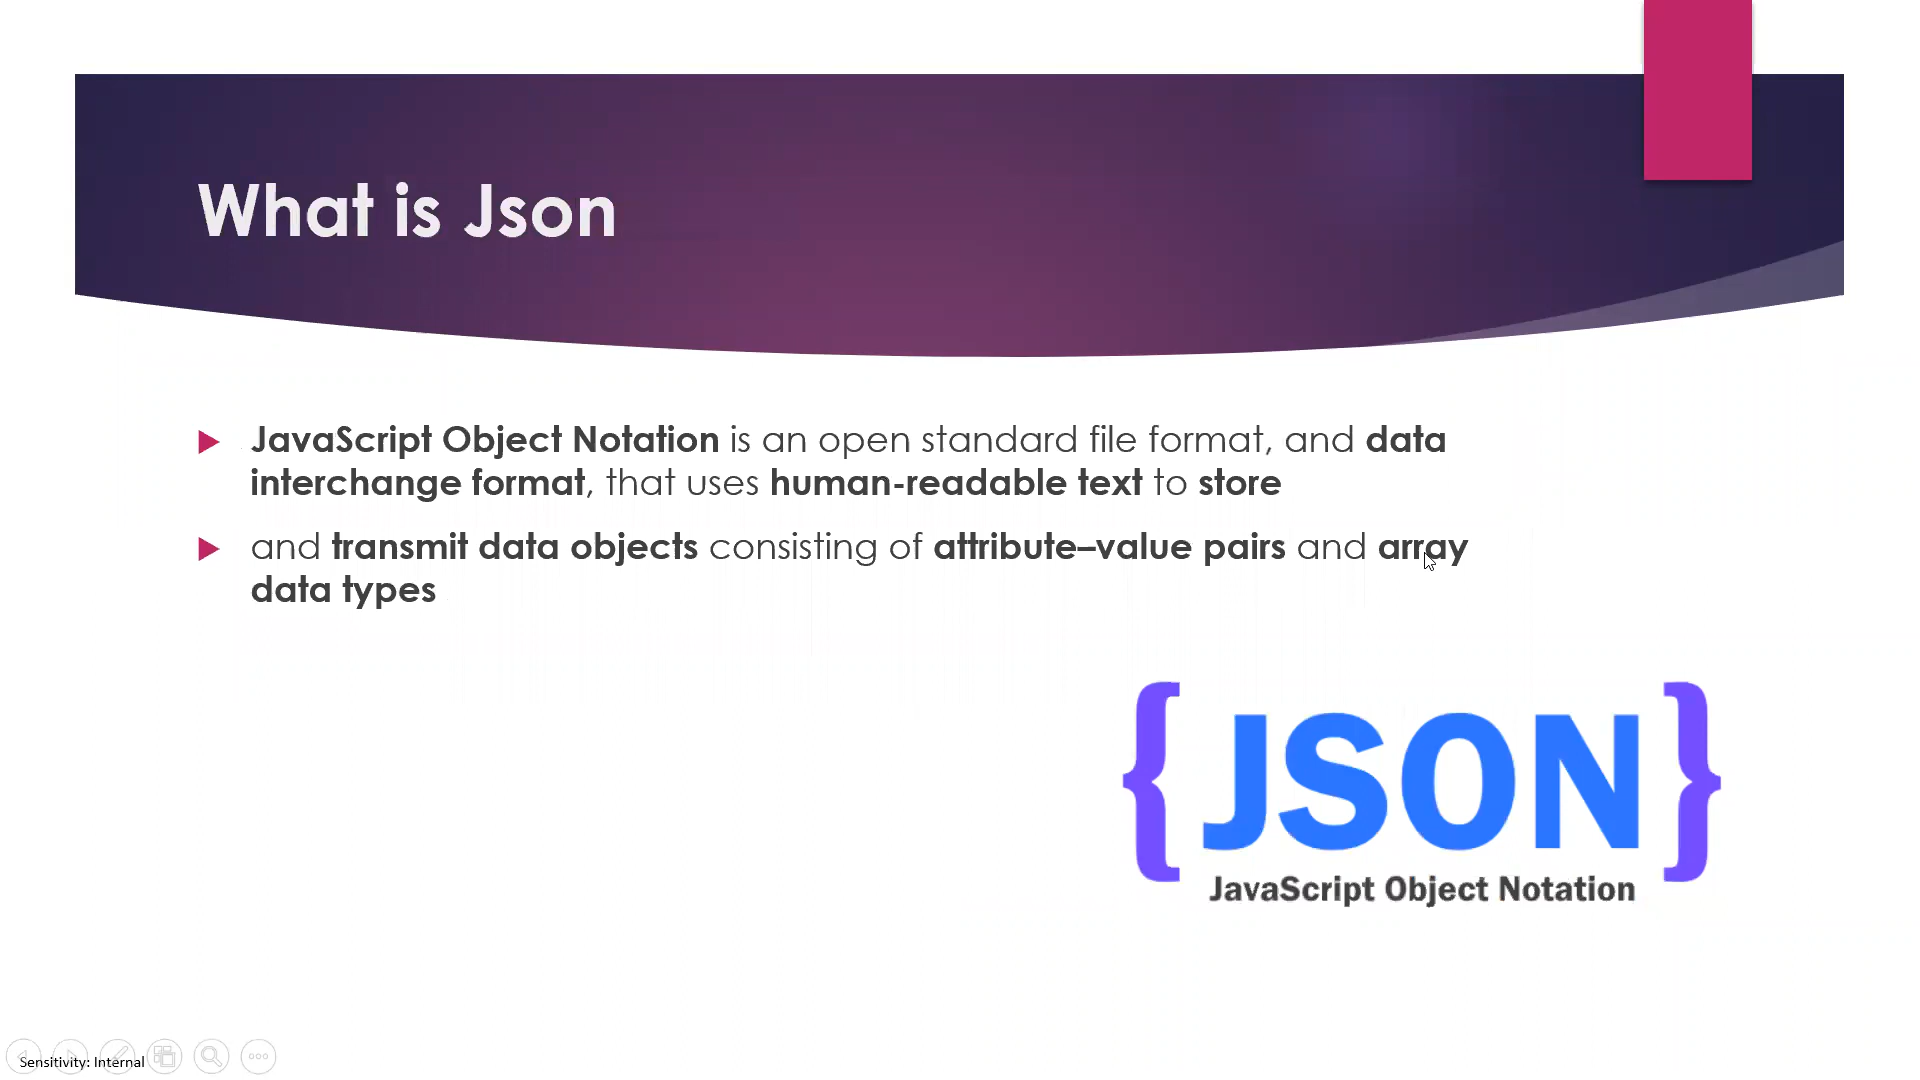 What is Json
JavaScript Object Notation is an open standard file format, and data
interchange format, that uses human-readable text to store
and transmit data objects consisting of attribute–value pairs and array
data types
{JSON}
JavaScript Object Notation
Sensitivity: Internal